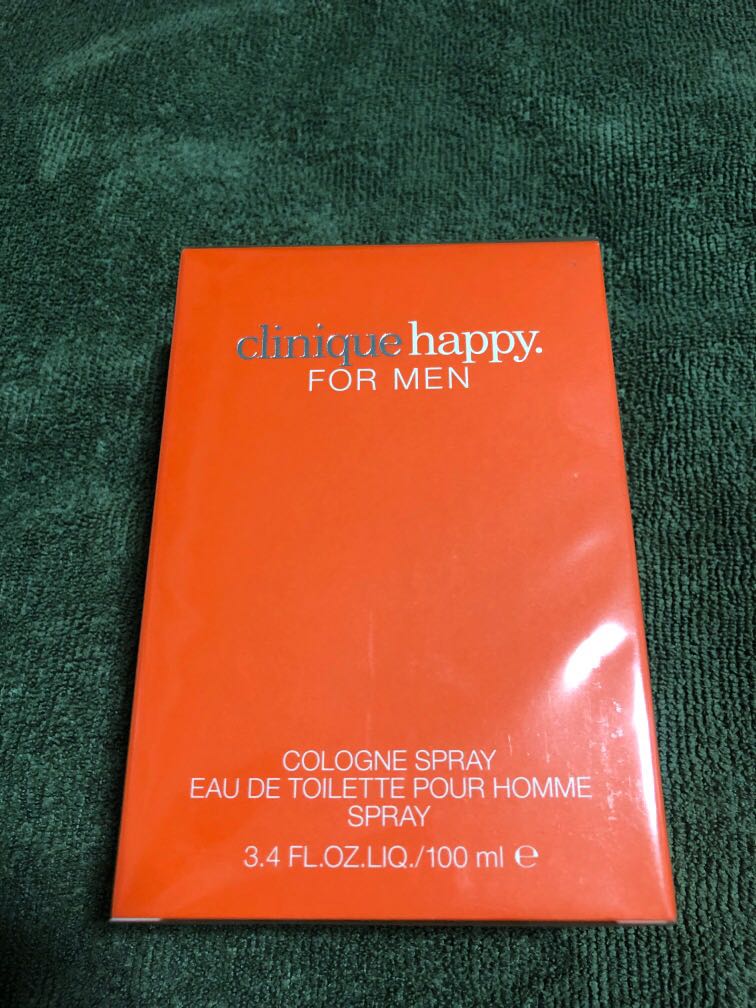 clinique happy.
FOR MEN
COLOGNE SPRAY
EAU DE TOILETTE POUR HOMME
SPRAY
3.4 FL.OZ.LIQ./100 ml ℮